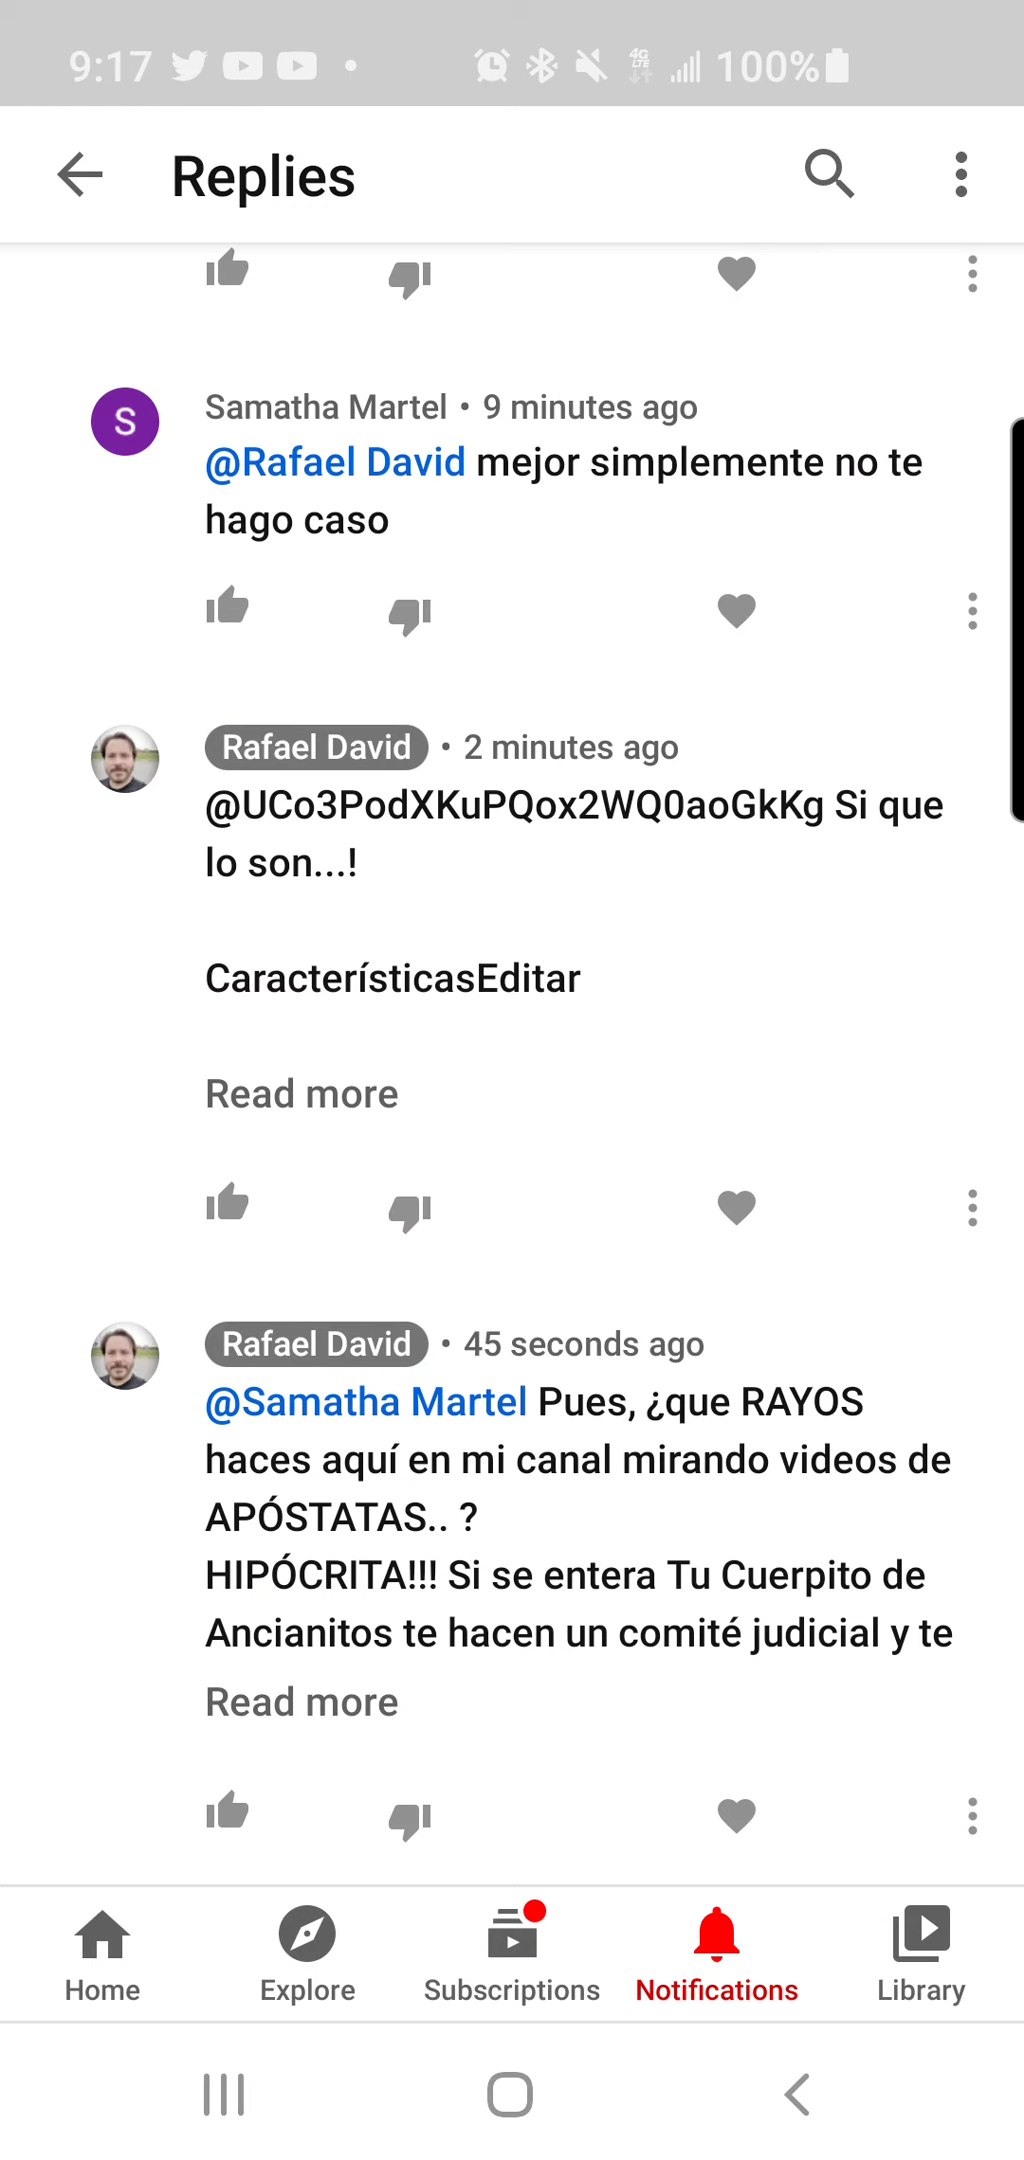 9:17 4G LTE 100%
Replies
S
Samatha Martel • 9 minutes ago
@Rafael David mejor simplemente no te
hago caso
Rafael David • 2 minutes ago
@UCo3PodXKuPQox2WQ0aoGkKg Si que
lo son...!
CaracterísticasEditar
Read more
Rafael David • 45 seconds ago
@Samatha Martel Pues, ¿que RAYOS
haces aquí en mi canal mirando videos de
APÓSTATAS.. ?
HIPÓCRITA!!! Si se entera Tu Cuerpito de
Ancianitos te hacen un comité judicial y te
Read more
Home Explore Subscriptions Notifications Library